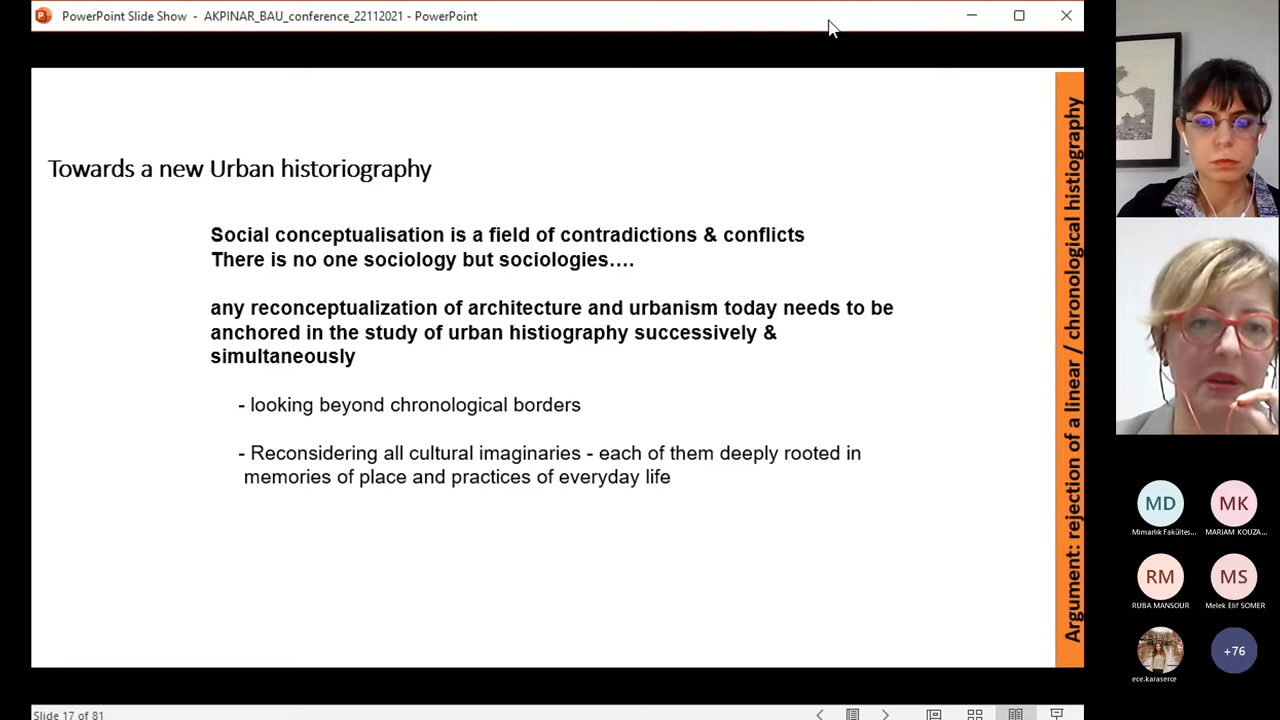 PowerPoint Slide Show - AKPINAR_BAU_conference_22112021 - PowerPoint
Towards a new Urban historiography
Social conceptualisation is a field of contradictions & conflicts
There is no one sociology but sociologies....
any reconceptualization of architecture and urbanism today needs to be
anchored in the study of urban histiography successively &
simultaneously
- looking beyond chronological borders
- Reconsidering all cultural imaginaries - each of them deeply rooted in
memories of place and practices of everyday life
Argument: rejection of a linear / chronological histiography
MD
Mimarlık Fakültes...
MK
MARIAM KOUZA...
RM
RUBA MANSOUR
MS
Melek Elif SOMER
ece.karaserce
+76
Slide 17 of 81